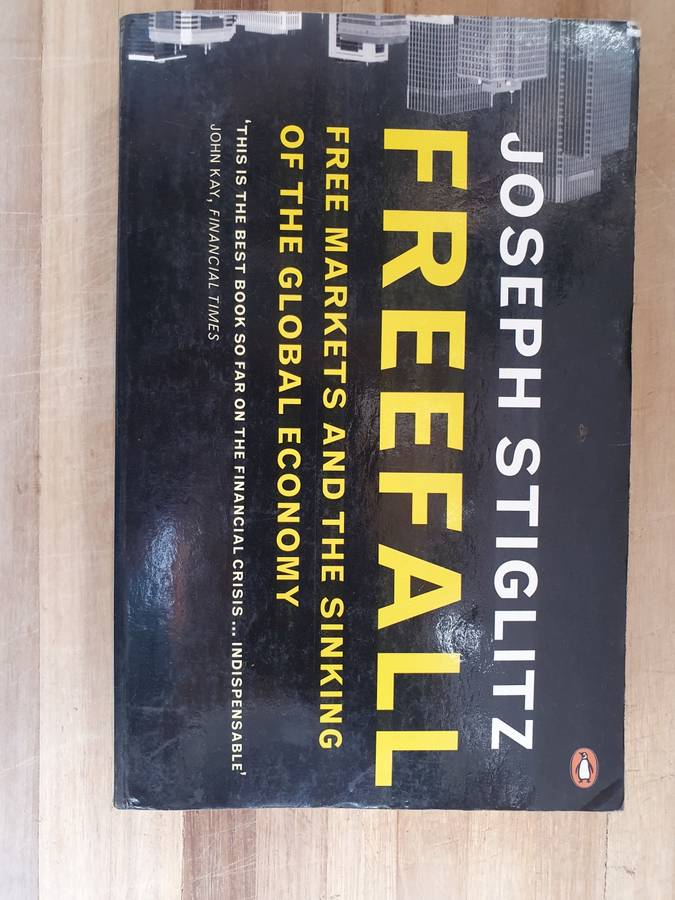 JOSEPH STIGLITZ
FREEFALL
FREE MARKETS AND THE SINKING
OF THE GLOBAL ECONOMY
'THIS IS THE BEST BOOK SO FAR ON THE FINANCIAL CRISIS ... INDISPENSABLE'
JOHN KAY, FINANCIAL TIMES